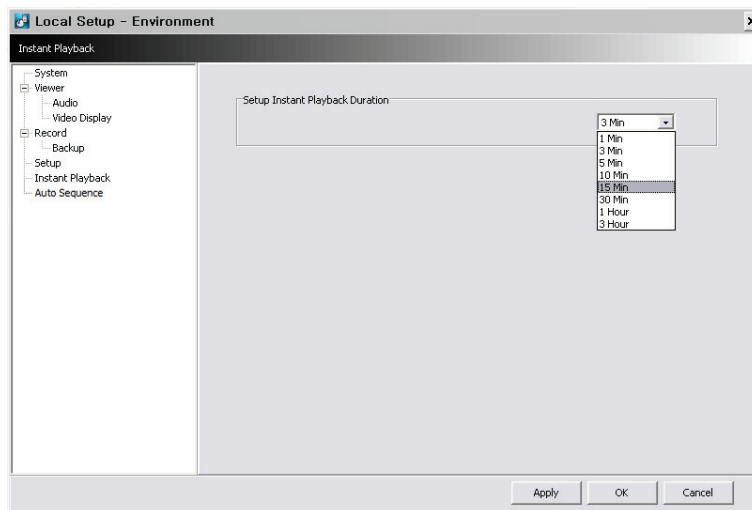 Local Setup - Environment
Instant Playback
System
Viewer
Audio
Video Display
Record
Backup
Setup
Instant Playback
Auto Sequence
Setup Instant Playback Duration
3 Min
1 Min
3 Min
5 Min
10 Min
15 Min
30 Min
1 Hour
3 Hour
Apply OK Cancel